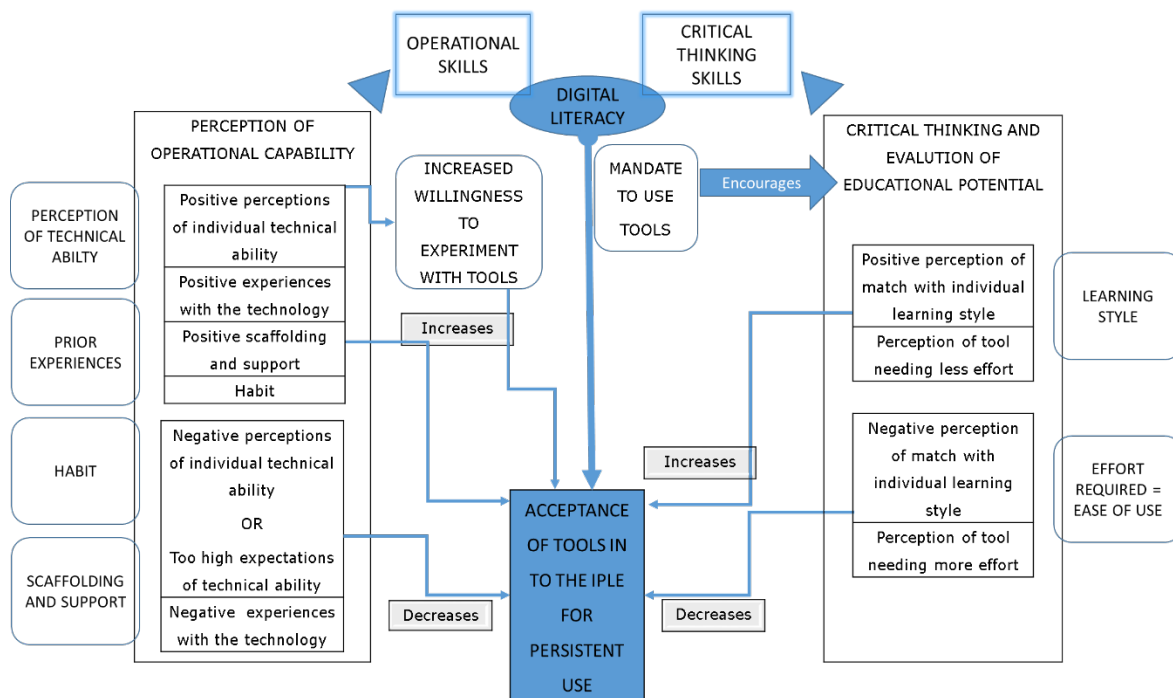 OPERATIONAL
SKILLS
CRITICAL
THINKING
SKILLS
DIGITAL
LITERACY
PERCEPTION OF
OPERATIONAL CAPABILITY
Positive perceptions
of individual technical
ability
Positive experiences
with the technology
Positive scaffolding
and support
Habit
Negative perceptions
of individual technical
ability
OR
Too high expectations
of technical ability
Negative experiences
with the technology
PERCEPTION
OF TECHNICAL
ABILTY
PRIOR
EXPERIENCES
HABIT
SCAFFOLDING
AND SUPPORT
INCREASED
WILLINGNESS
TO
EXPERIMENT
WITH TOOLS
MANDATE
TO USE
TOOLS
Encourages
Increases
Decreases
ACCEPTANCE
OF TOOLS IN
TO THE IPLE
FOR
PERSISTENT
USE
Increases
Decreases
CRITICAL THINKING AND
EVALUTION OF
EDUCATIONAL POTENTIAL
Positive perception of
match with individual
learning style
Perception of tool
needing less effort
Negative perception
of match with
individual learning
style
Perception of tool
needing more effort
LEARNING
STYLE
EFFORT
REQUIRED =
EASE OF USE